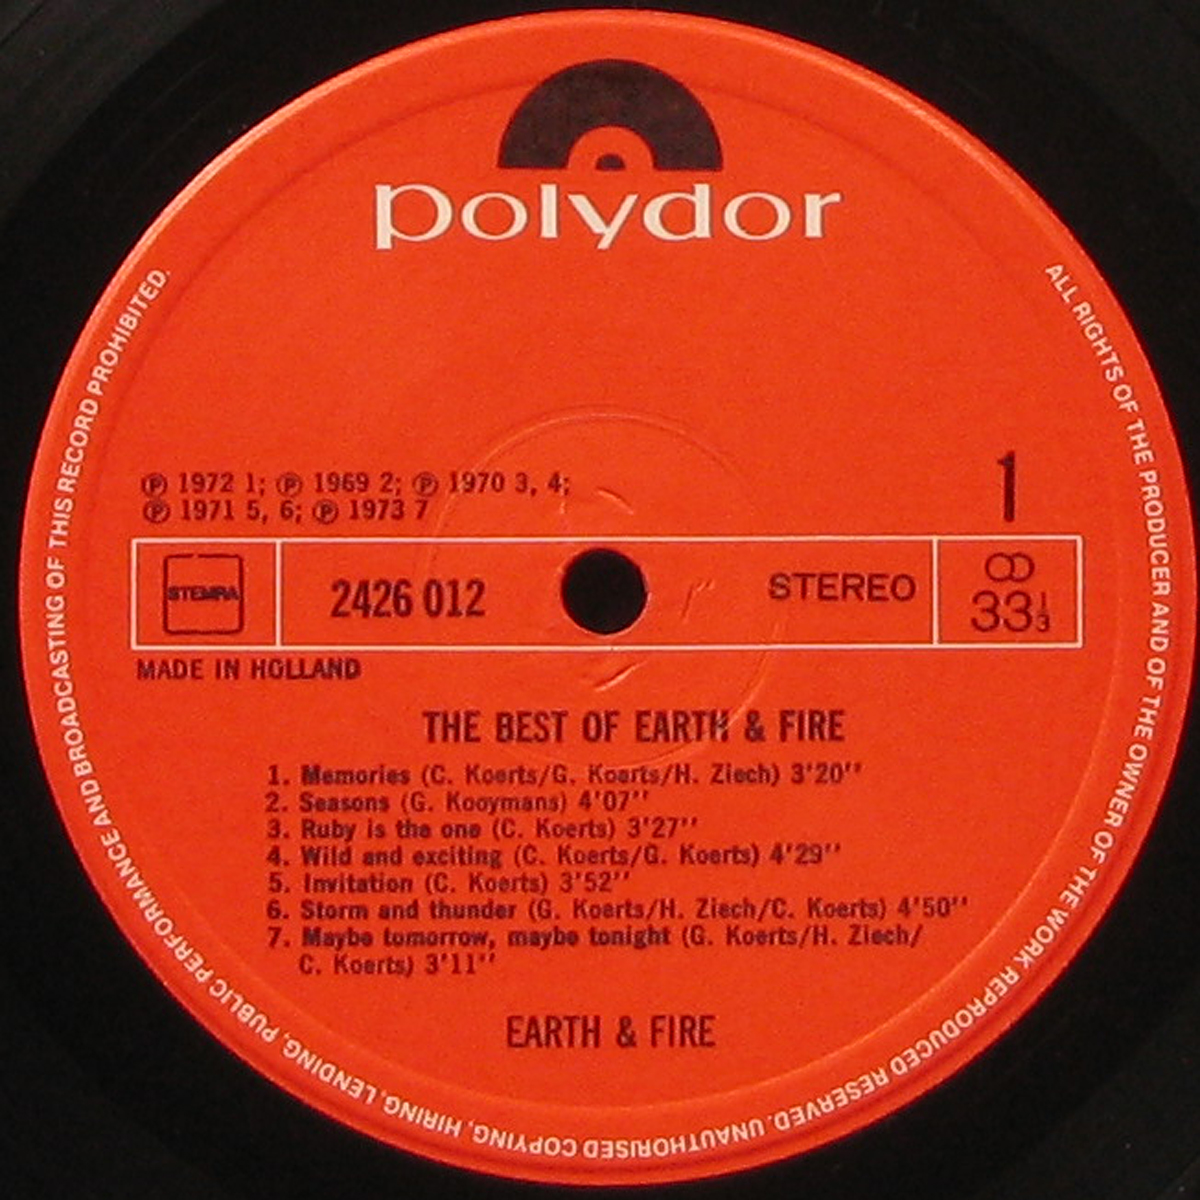 polydor
℗ 1972 1; ℗ 1969 2; ℗ 1970 3, 4;
℗ 1971 5, 6; ℗ 1973 7
1
STEMRA
2426 012
STEREO
33⅓
MADE IN HOLLAND
THE BEST OF EARTH & FIRE
1. Memories (C. Koerts/G. Koerts/H. Ziech) 3'20''
2. Seasons (G. Kooymans) 4'07''
3. Ruby is the one (C. Koerts) 3'27''
4. Wild and exciting (C. Koerts/G. Koerts) 4'29''
5. Invitation (C. Koerts) 3'52''
6. Storm and thunder (G. Koerts/H. Ziech/C. Koerts) 4'50''
7. Maybe tomorrow, maybe tonight (G. Koerts/H. Ziech/
C. Koerts) 3'11''
EARTH & FIRE
ALL RIGHTS OF THE PRODUCER AND OF THE OWNER OF THE WORK REPRODUCED RESERVED. UNAUTHORISED COPYING, HIRING, LENDING, PUBLIC PERFORMANCE AND BROADCASTING OF THIS RECORD PROHIBITED.